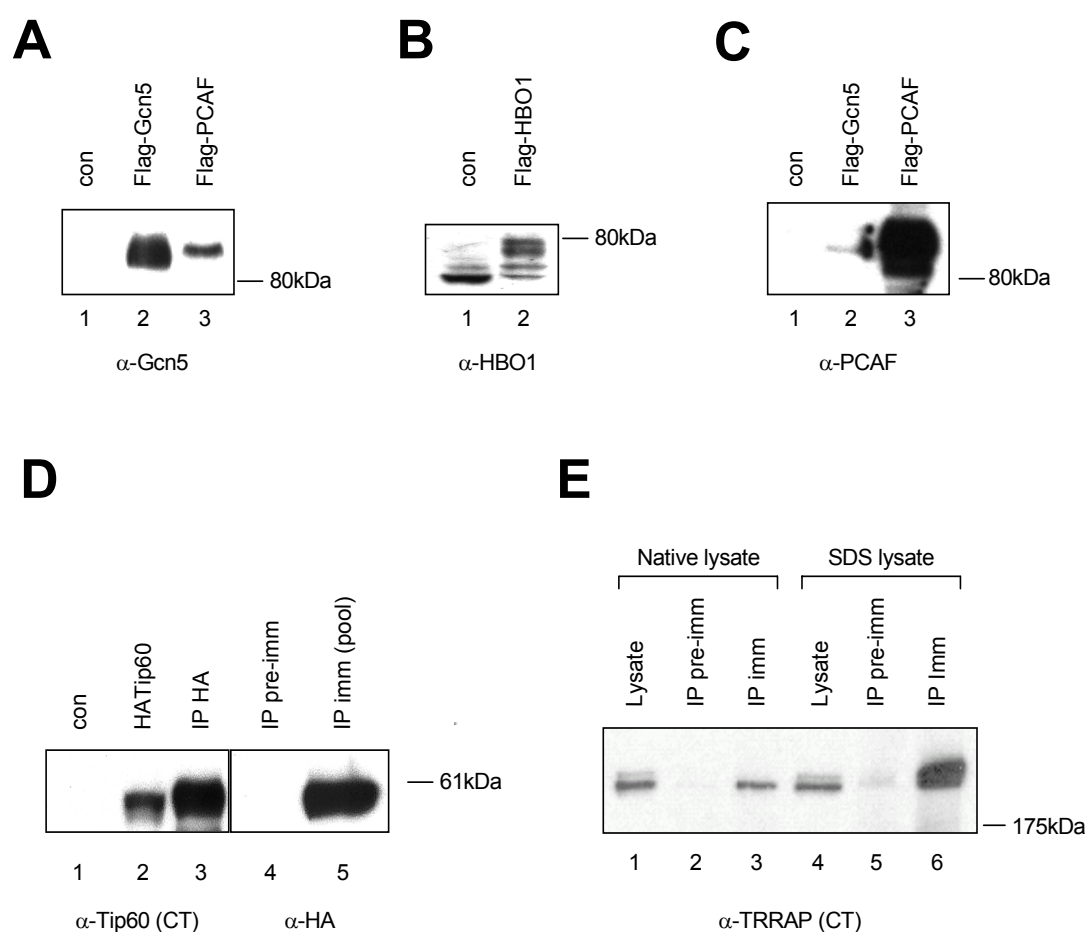 A
con
Flag-Gcn5
Flag-PCAF
80kDa
1 2 3
α-Gcn5
B
con
Flag-HBO1
80kDa
1 2
α-HBO1
C
con
Flag-Gcn5
Flag-PCAF
80kDa
1 2 3
α-PCAF
D
con
HATip60
IP HA
IP pre-imm
IP imm (pool)
61kDa
1 2 3 4 5
α-Tip60 (CT) α-HA
E
Native lysate SDS lysate
Lysate
IP pre-imm
IP imm
Lysate
IP pre-imm
IP Imm
175kDa
1 2 3 4 5 6
α-TRRAP (CT)